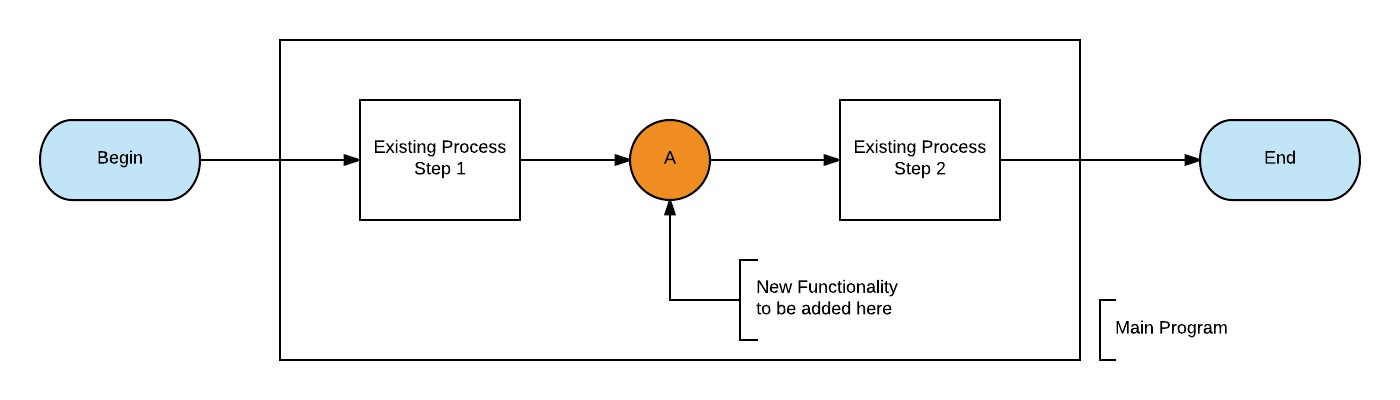 Begin
Existing Process
Step 1
A
Existing Process
Step 2
End
New Functionality
to be added here
Main Program